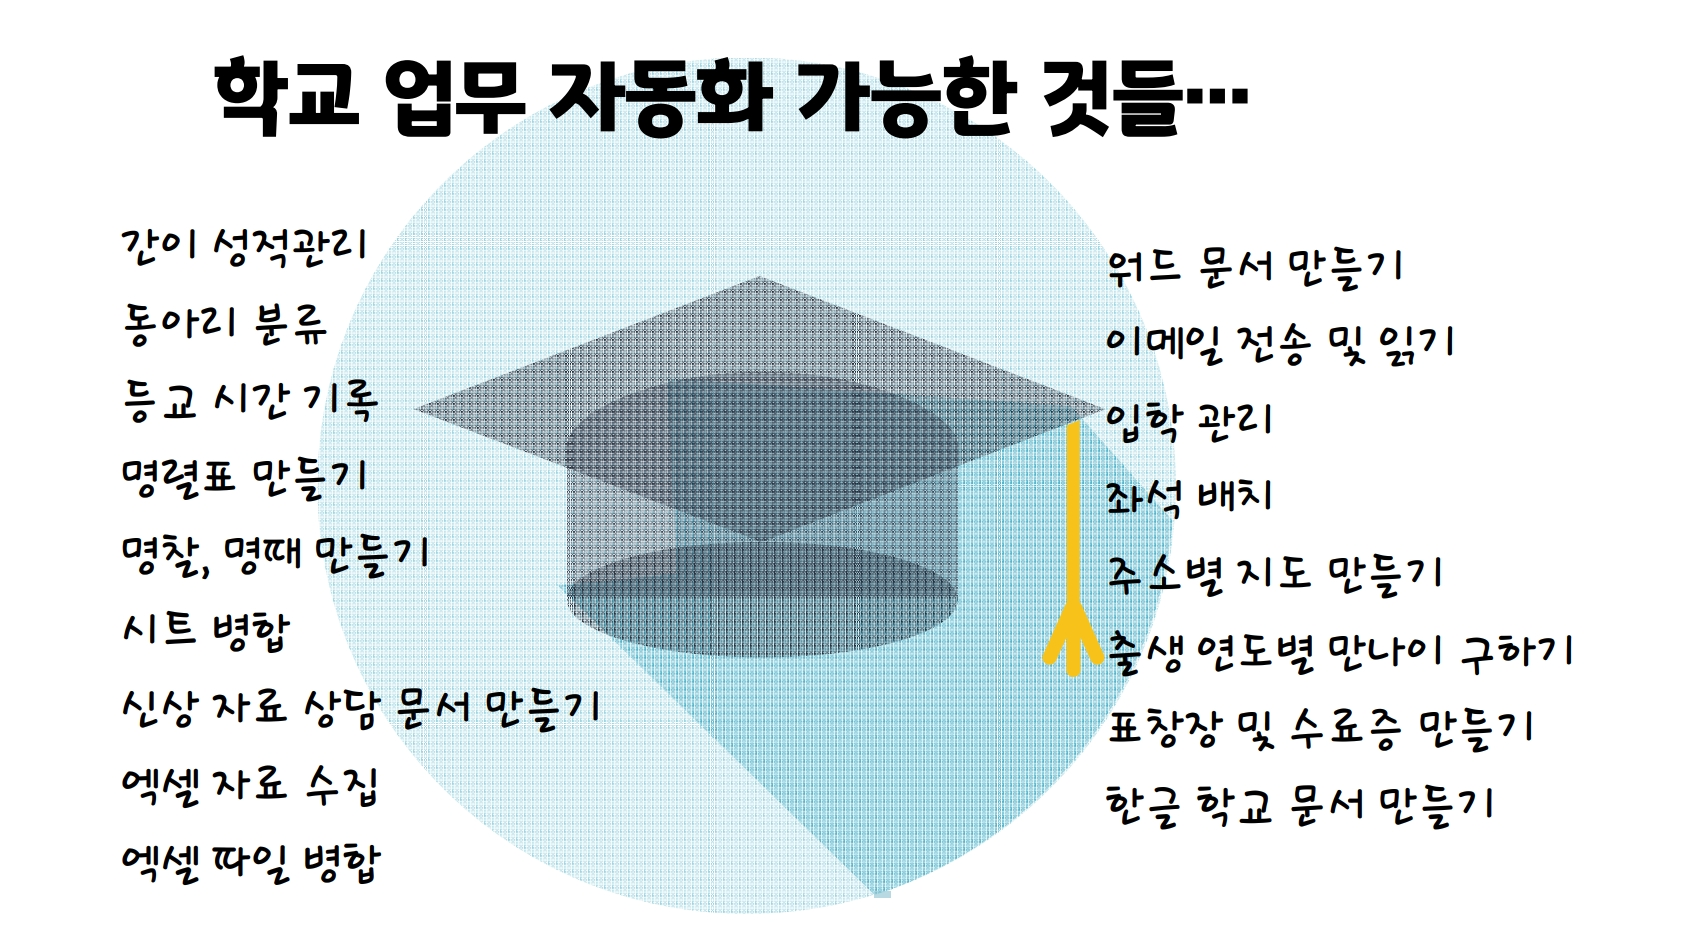 학교 업무 자동화 가능한 것들...
간이 성적관리
동아리 분류
등교 시간 기록
명렬표 만들기
명찰, 명패 만들기
시트 병합
신상 자료 상담 문서 만들기
엑셀 자료 수집
엑셀 파일 병합
워드 문서 만들기
이메일 전송 및 읽기
입학 관리
좌석 배치
주소별 지도 만들기
출생 연도별 만나이 구하기
표창장 및 수료증 만들기
한글 학교 문서 만들기